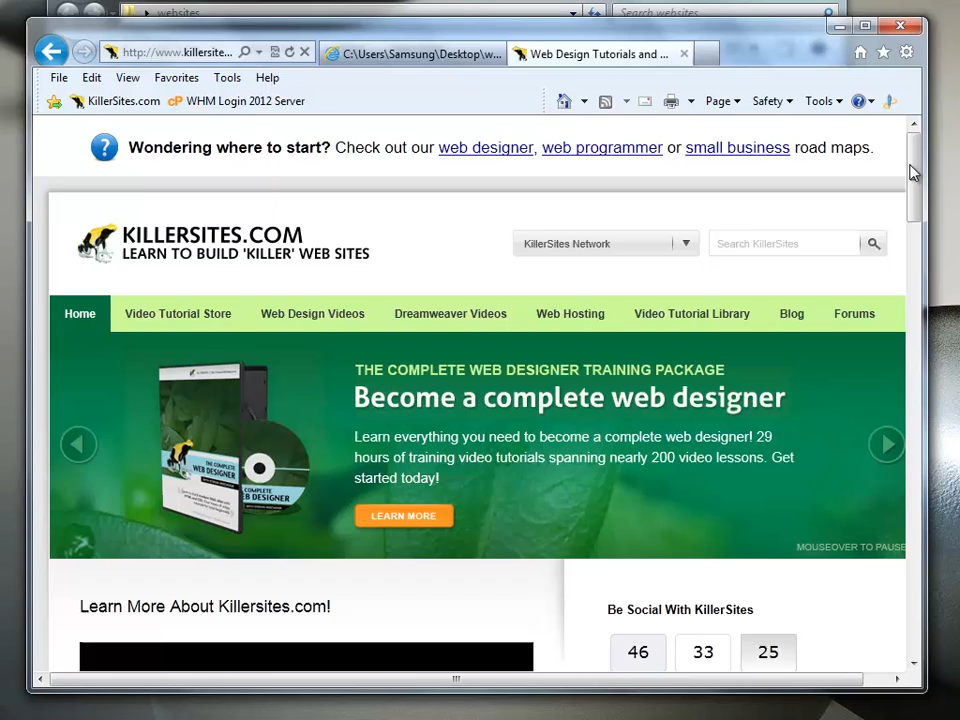 websites
Search websites
http://www.killersite...
C:\Users\Samsung\Desktop\w...
Web Design Tutorials and ...
File Edit View Favorites Tools Help
KillerSites.com
WHM Login 2012 Server
Page
Safety
Tools
Wondering where to start? Check out our web designer, web programmer or small business road maps.
KILLERSITES.COM
LEARN TO BUILD 'KILLER' WEB SITES
KillerSites Network
Search KillerSites
Home Video Tutorial Store Web Design Videos Dreamweaver Videos Web Hosting Video Tutorial Library Blog Forums
THE COMPLETE WEB DESIGNER TRAINING PACKAGE
Become a complete web designer
Learn everything you need to become a complete web designer! 29
hours of training video tutorials spanning nearly 200 video lessons. Get
started today!
LEARN MORE
MOUSEOVER TO PAUSE
Learn More About Killersites.com!
Be Social With KillerSites
46 33 25